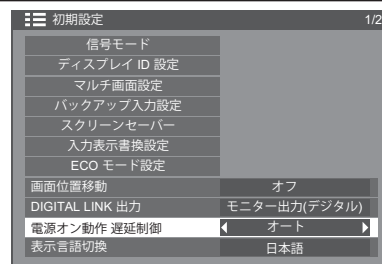 初期設定 1/2
信号モード
ディスプレイ ID 設定
マルチ画面設定
バックアップ入力設定
スクリーンセーバー
入力表示書換設定
ECO モード設定
画面位置移動 オフ
DIGITAL LINK 出力 モニター出力(デジタル)
電源オン動作 遅延制御 オート
表示言語切換 日本語